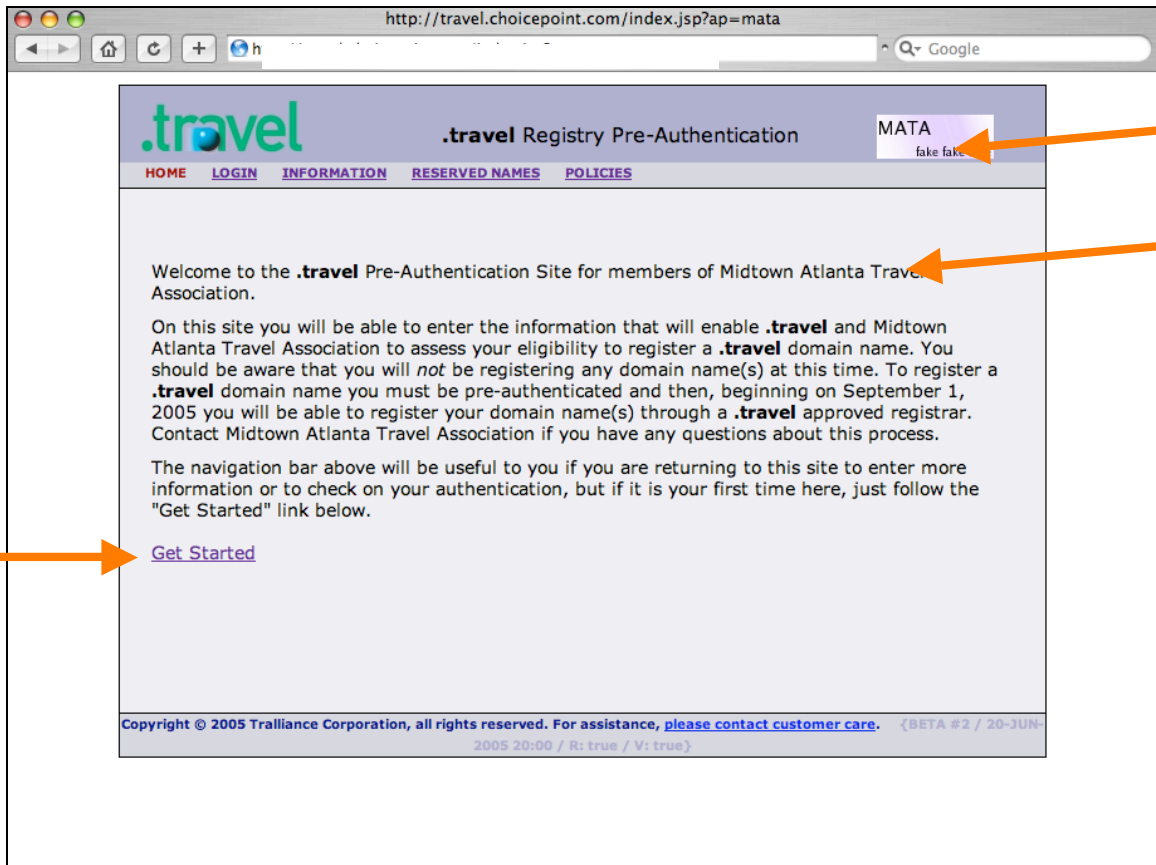 http://travel.choicepoint.com/index.jsp?ap=mata
Google
.travel
.travel Registry Pre-Authentication
MATA
fake
HOME LOGIN INFORMATION RESERVED NAMES POLICIES
Welcome to the .travel Pre-Authentication Site for members of Midtown Atlanta Travel
Association.
On this site you will be able to enter the information that will enable .travel and Midtown
Atlanta Travel Association to assess your eligibility to register a .travel domain name. You
should be aware that you will not be registering any domain name(s) at this time. To register a
.travel domain name you must be pre-authenticated and then, beginning on September 1,
2005 you will be able to register your domain name(s) through a .travel approved registrar.
Contact Midtown Atlanta Travel Association if you have any questions about this process.
The navigation bar above will be useful to you if you are returning to this site to enter more
information or to check on your authentication, but if it is your first time here, just follow the
"Get Started" link below.
Get Started
Copyright © 2005 Tralliance Corporation, all rights reserved. For assistance, please contact customer care. {BETA #2 / 20-JUN-
2005 20:00 / R: true / V: true}